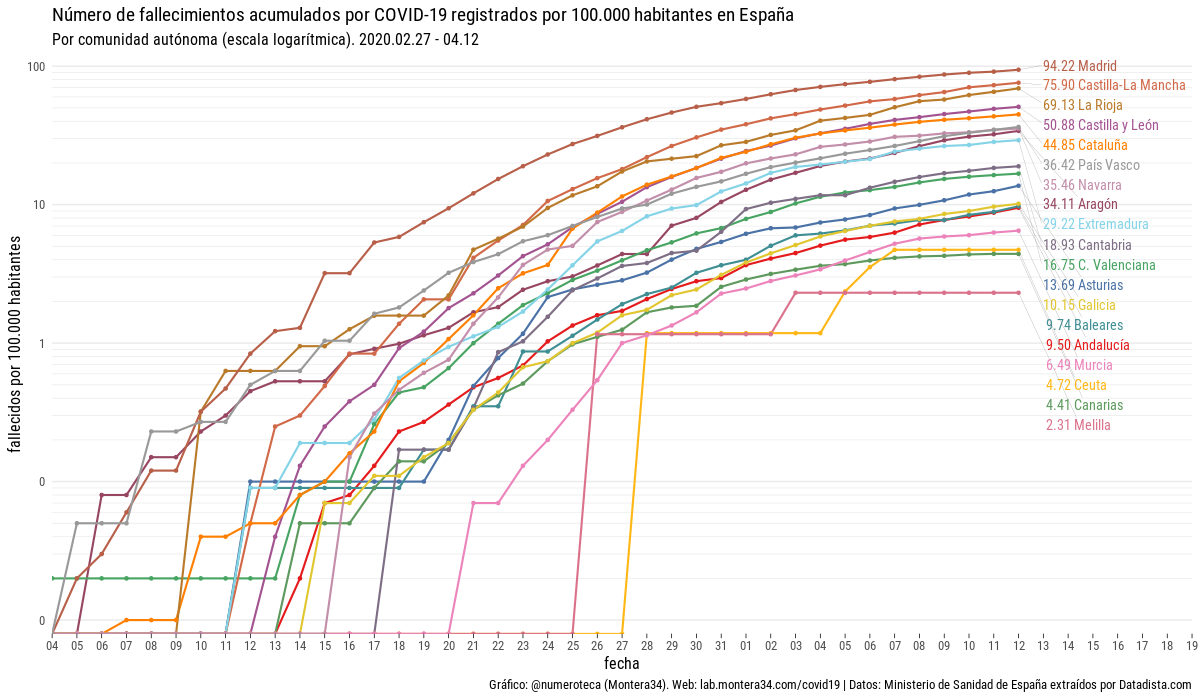 Número de fallecimientos acumulados por COVID-19 registrados por 100.000 habitantes en España
Por comunidad autónoma (escala logarítmica). 2020.02.27 - 04.12
fallecidos por 100.000 habitantes
100
10
1
0
0
94.22 Madrid
75.90 Castilla-La Mancha
69.13 La Rioja
50.88 Castilla y León
44.85 Cataluña
36.42 País Vasco
35.46 Navarra
34.11 Aragón
29.22 Extremadura
18.93 Cantabria
16.75 C. Valenciana
13.69 Asturias
10.15 Galicia
9.74 Baleares
9.50 Andalucía
6.49 Murcia
4.72 Ceuta
4.41 Canarias
2.31 Melilla
04 05 06 07 08 09 10 11 12 13 14 15 16 17 18 19 20 21 22 23 24 25 26 27 28 29 30 31 01 02 03 04 05 06 07 08 09 10 11 12 13 14 15 16 17 18 19
fecha
Gráfico: @numeroteca (Montera34). Web: lab.montera34.com/covid19 | Datos: Ministerio de Sanidad de España extraídos por Datadista.com